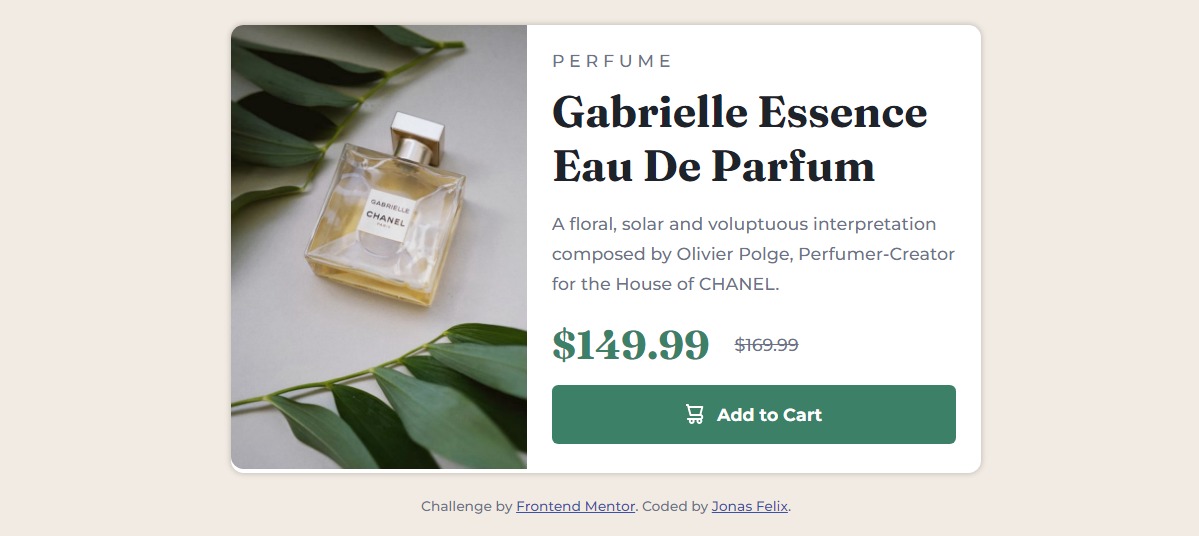 PERFUME
Gabrielle Essence
Eau De Parfum
GABRIELLE
CHANEL
PARIS
A floral, solar and voluptuous interpretation
composed by Olivier Polge, Perfumer-Creator
for the House of CHANEL.
$149.99 $169.99
Add to Cart
Challenge by Frontend Mentor. Coded by Jonas Felix.